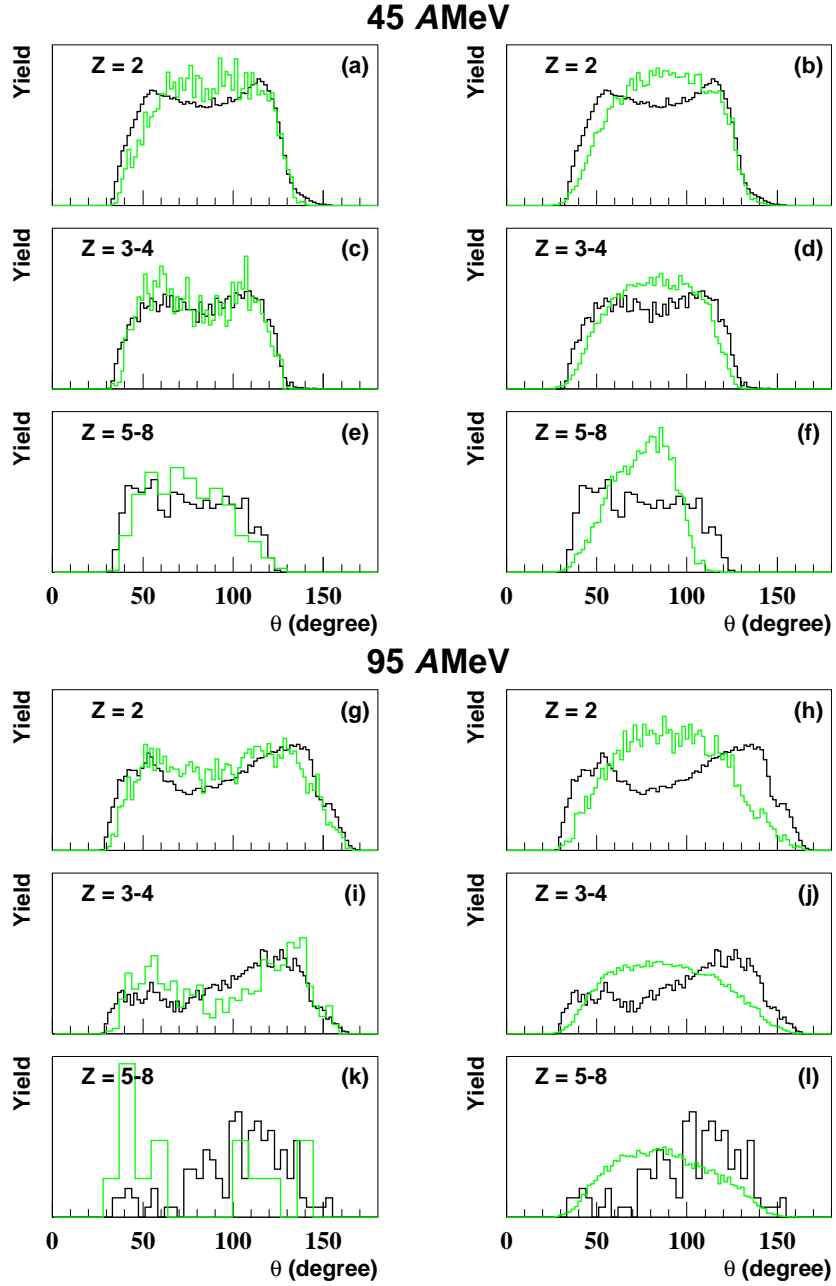 45 AMeV
Yield
Z = 2
(a)
Yield
Z = 2
(b)
Yield
Z = 3-4
(c)
Yield
Z = 3-4
(d)
Yield
Z = 5-8
(e)
Yield
Z = 5-8
(f)
0 50 100 150
θ (degree)
0 50 100 150
θ (degree)
95 AMeV
Yield
Z = 2
(g)
Yield
Z = 2
(h)
Yield
Z = 3-4
(i)
Yield
Z = 3-4
(j)
Yield
Z = 5-8
(k)
Yield
Z = 5-8
(l)
0 50 100 150
θ (degree)
0 50 100 150
θ (degree)